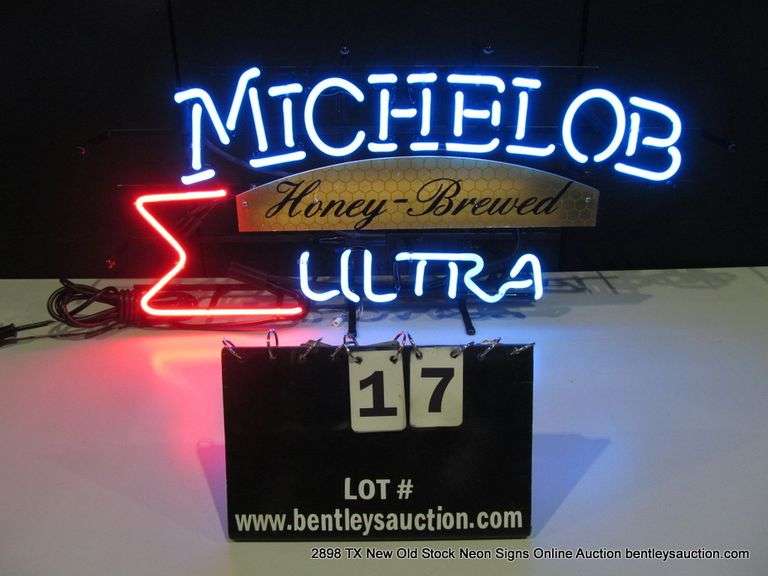 MICHELOB
Honey-Brewed
ULTRA
17
LOT #
www.bentleysauction.com
2898 TX New Old Stock Neon Signs Online Auction bentleysauction.com